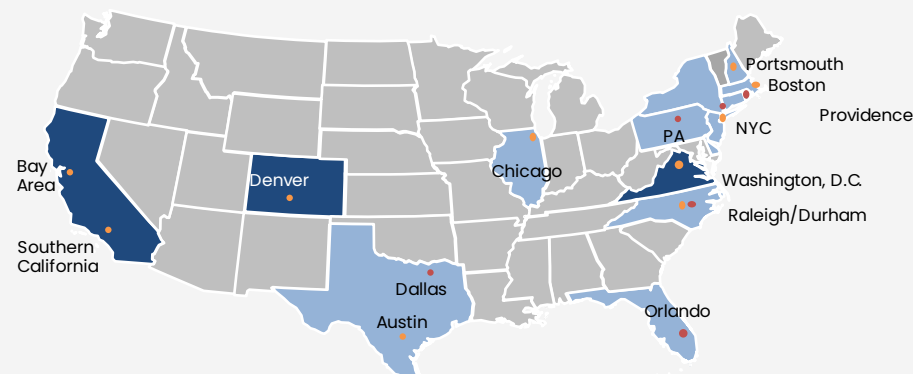 Portsmouth
Boston
Providence
NYC
PA
Bay
Area
Denver
Chicago
Washington, D.C.
Raleigh/Durham
Southern
California
Dallas
Orlando
Austin